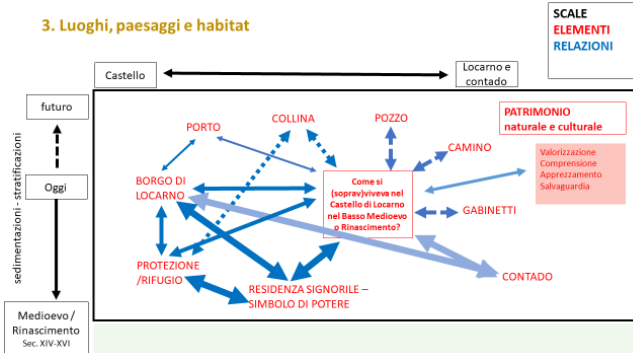 3. Luoghi, paesaggi e habitat
SCALE
ELEMENTI
RELAZIONI
Castello
Locarno e
contado
futuro
Oggi
Medioevo /
Rinascimento
Sec. XIV-XVI
sedimentazioni - stratificazioni
PORTO
COLLINA
POZZO
CAMINO
PATRIMONIO
naturale e culturale
Valorizzazione
Comprensione
Apprezzamento
Salvaguardia
BORGO DI
LOCARNO
Come si
(soprav)viveva nel
Castello di Locarno
nel Basso Medioevo
o Rinascimento?
GABINETTI
PROTEZIONE
/RIFUGIO
RESIDENZA SIGNORILE –
SIMBOLO DI POTERE
CONTADO